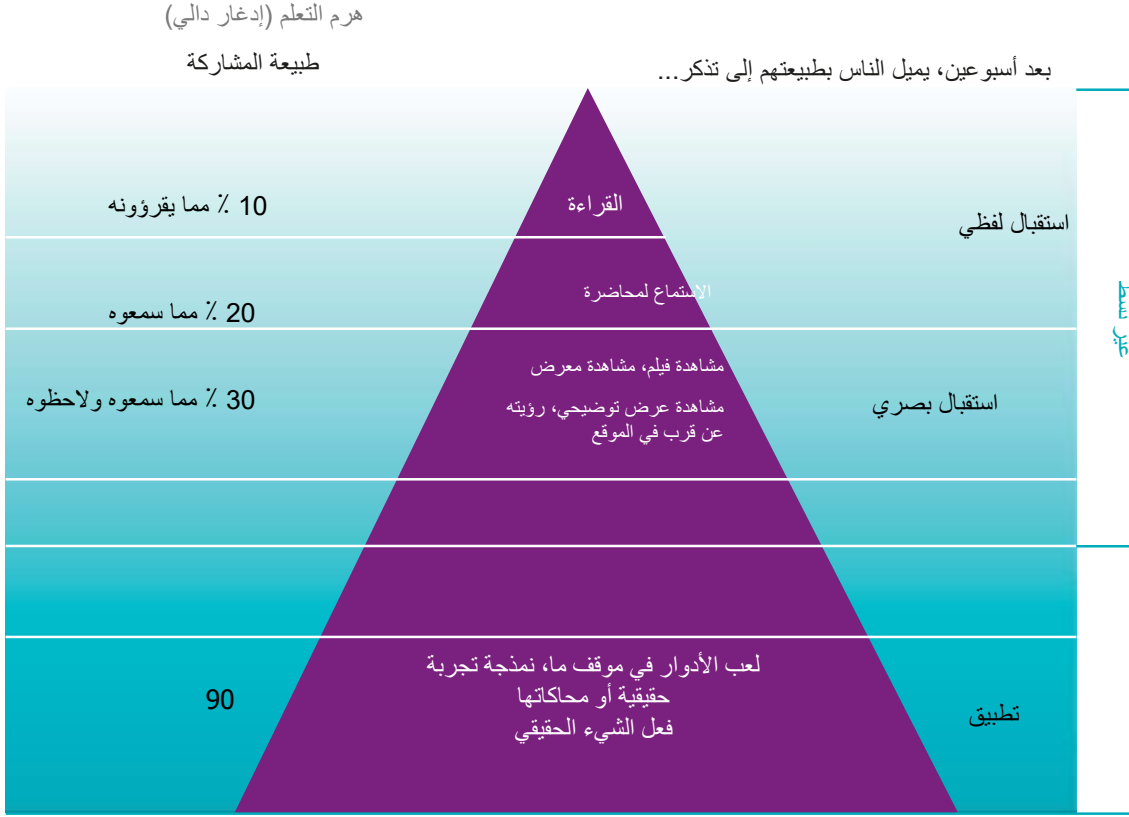 هرم التعلم (إدغار دالي)
بعد أسبوعين، يميل الناس بطبيعتهم إلى تذكر...
طبيعة المشاركة
استقبال لفظي
القراءة
10 ٪ مما يقرؤونه
الاستماع لمحاضرة
20 ٪ مما سمعوه
غير نسط
استقبال بصري
مشاهدة فيلم، مشاهدة معرض
مشاهدة عرض توضيحي، رؤيته
عن قرب في الموقع
30 ٪ مما سمعوه ولاحظوه
تطبيق
لعب الأدوار في موقف ما، نمذجة تجربة
حقيقية أو محاكاتها
فعل الشيء الحقيقي
90